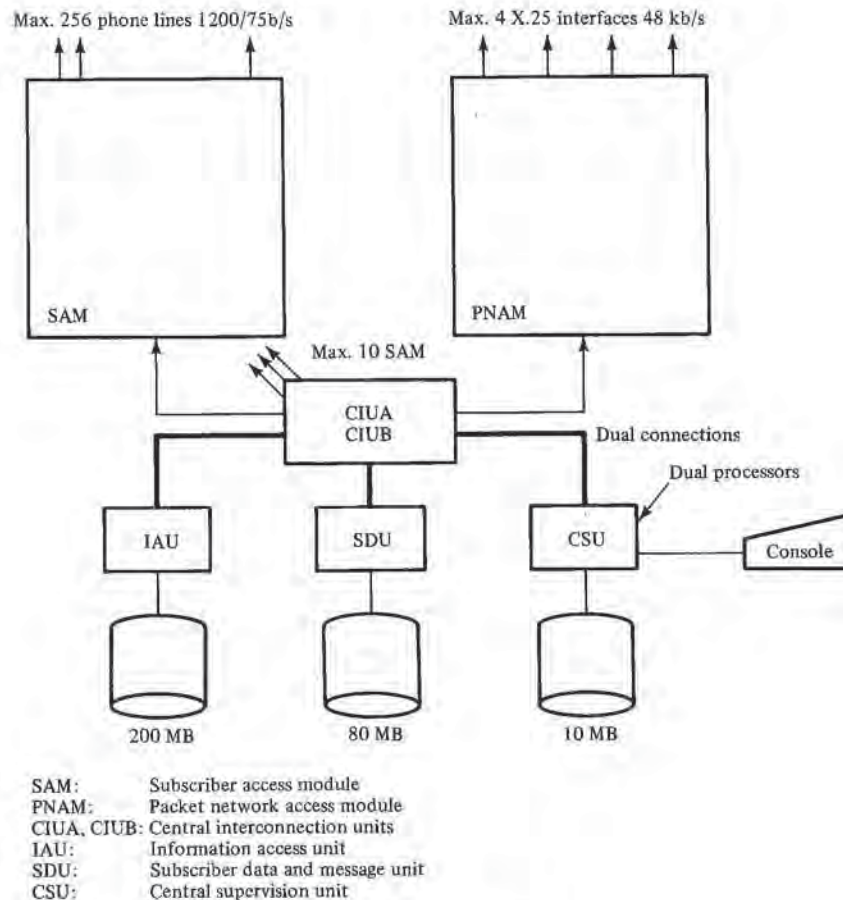 Max. 256 phone lines 1200/75b/s
Max. 4 X.25 interfaces 48 kb/s
SAM
PNAM
Max. 10 SAM
CIUA
CIUB
Dual connections
Dual processors
IAU
SDU
CSU
Console
200 MB
80 MB
10 MB
SAM: Subscriber access module
PNAM: Packet network access module
CIUA, CIUB: Central interconnection units
IAU: Information access unit
SDU: Subscriber data and message unit
CSU: Central supervision unit